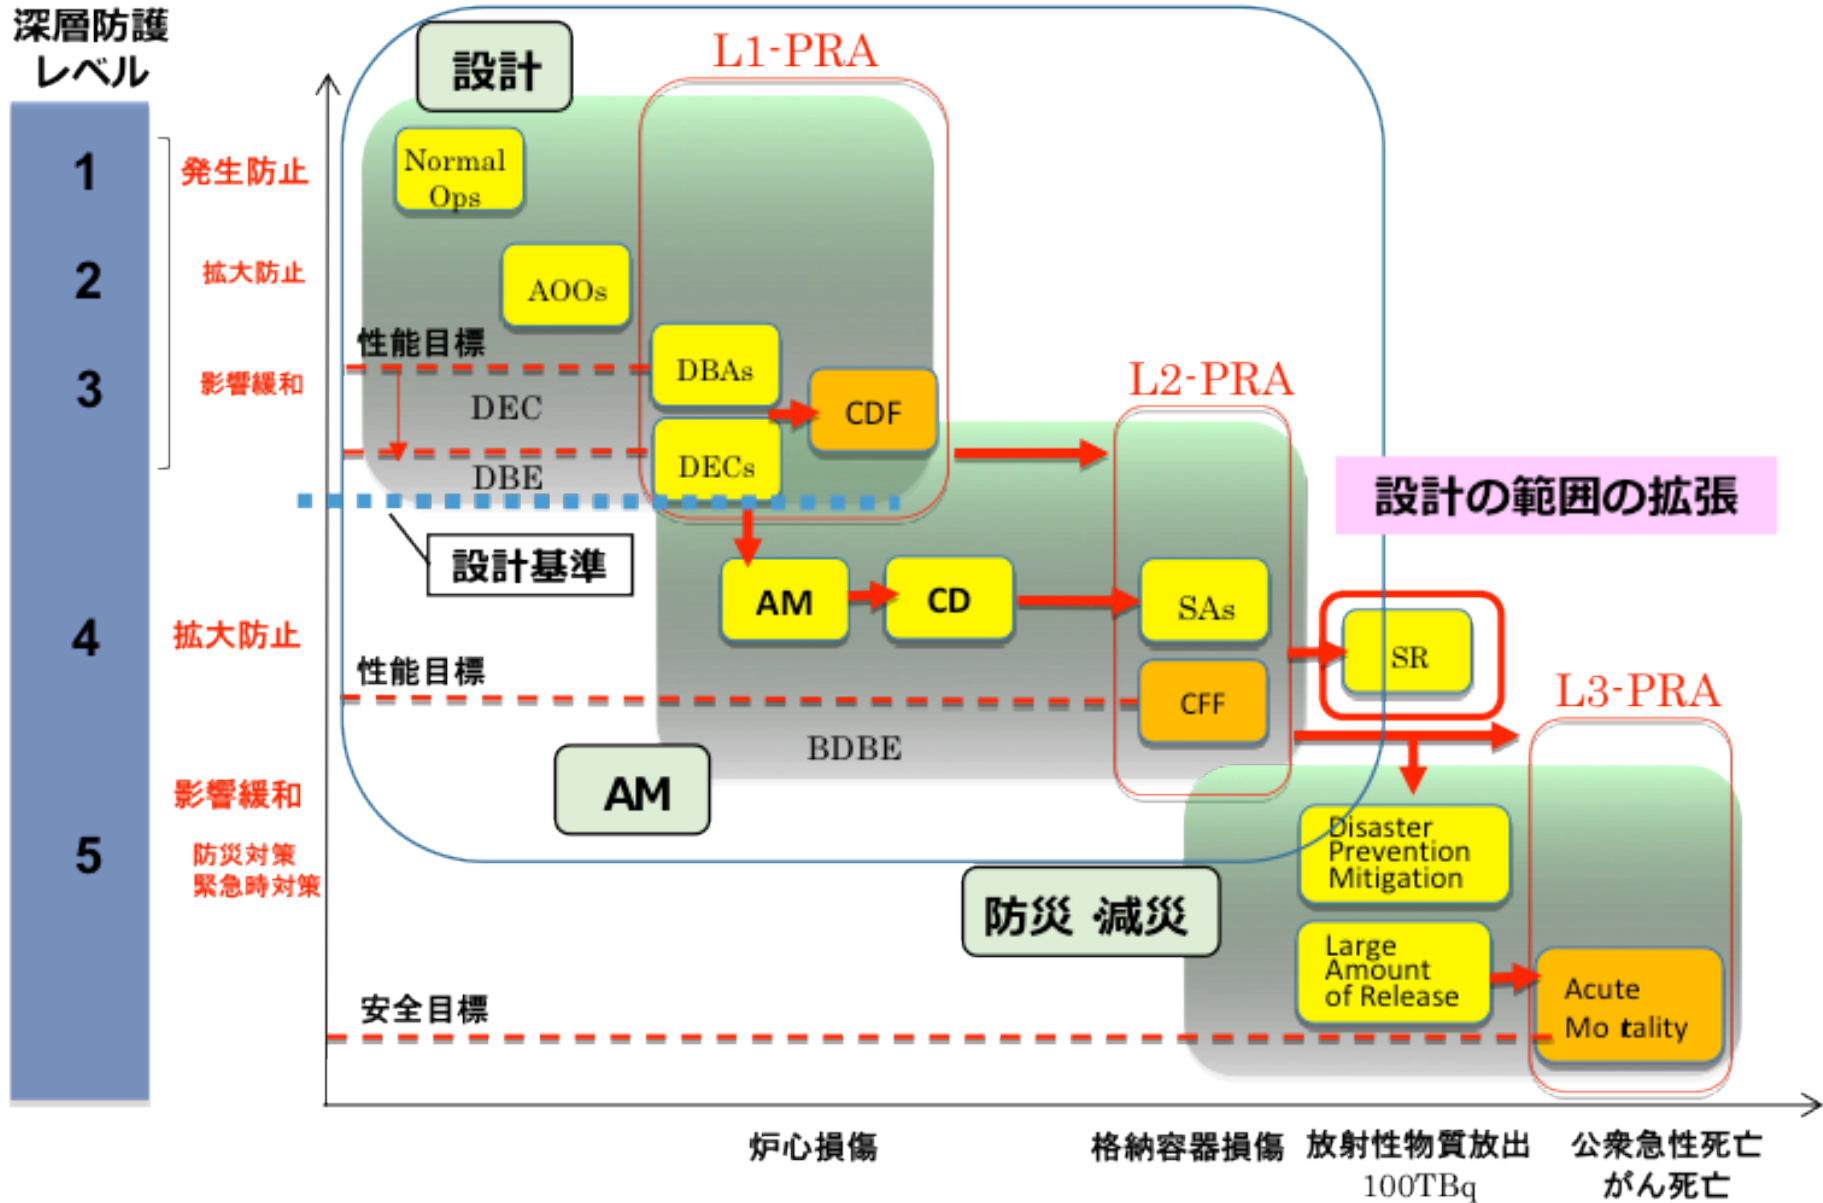 深層防護
レベル
設計
L1-PRA
1
発生防止
Normal
Ops
2
拡大防止
AOOs
性能目標
3
影響緩和
DBAs
DEC
CDF
L2-PRA
DECs
DBE
設計の範囲の拡張
設計基準
AM
CD
SAs
4
拡大防止
SR
性能目標
CFF
L3-PRA
BDBE
影響緩和
AM
5
防災対策
緊急時対策
Disaster
Prevention
Mitigation
防災・減災
Large
Amount
of Release
Acute
Mo tality
安全目標
炉心損傷
格納容器損傷
放射性物質放出
100TBq
公衆急性死亡
がん死亡